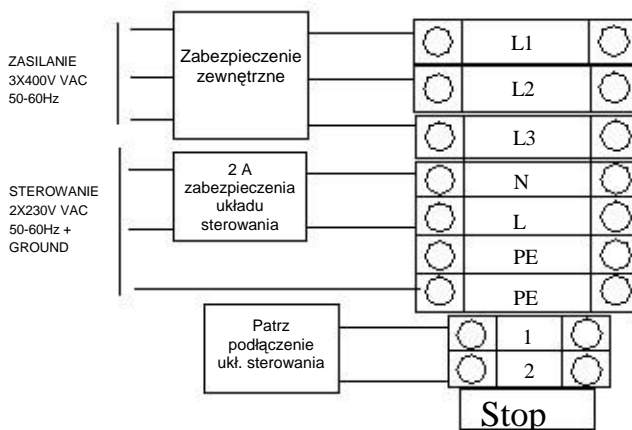 ZASILANIE
3X400V VAC
50-60Hz
Zabezpieczenie
zewnętrzne
L1
L2
L3
STEROWANIE
2X230V VAC
50-60Hz +
GROUND
2 A
zabezpieczenia
układu
sterowania
N
L
PE
PE
Patrz
podłączenie
ukł. sterowania
1
2
Stop